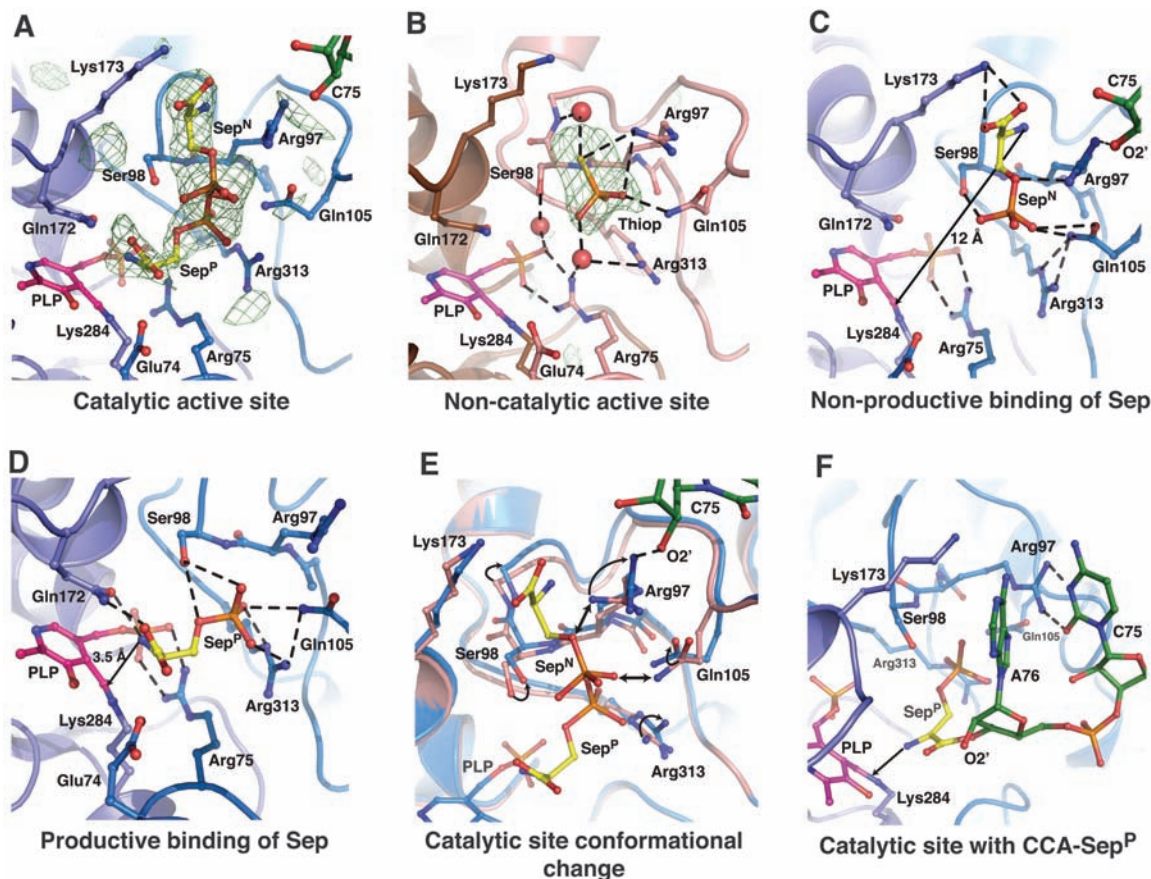 A
Lys173
C75
Sep^N
Arg97
Ser98
Gln105
Gln172
Arg313
Sep^P
PLP
Lys284
Arg75
Glu74
Catalytic active site
B
Lys173
Arg97
Ser98
Gln172
Thiop
Gln105
Arg313
PLP
Lys284
Glu74
Arg75
Non-catalytic active site
C
Lys173
C75
Ser98
O2'
Arg97
Sep^N
Gln172
12 Å
Gln105
PLP
Arg313
Lys284
Arg75
Non-productive binding of Sep
D
Ser98
Arg97
Gln172
Sep^P
Gln105
3.5 Å
PLP
Arg313
Lys284
Arg75
Glu74
Productive binding of Sep
E
C75
Lys173
O2'
Arg97
Ser98
Sep^N
Gln105
Sep^P
PLP
Arg313
Catalytic site conformational
change
F
Arg97
Lys173
Ser98
Gln105
C75
Arg313
A76
Sep^P
PLP
O2'
Lys284
Catalytic site with CCA-Sep^P